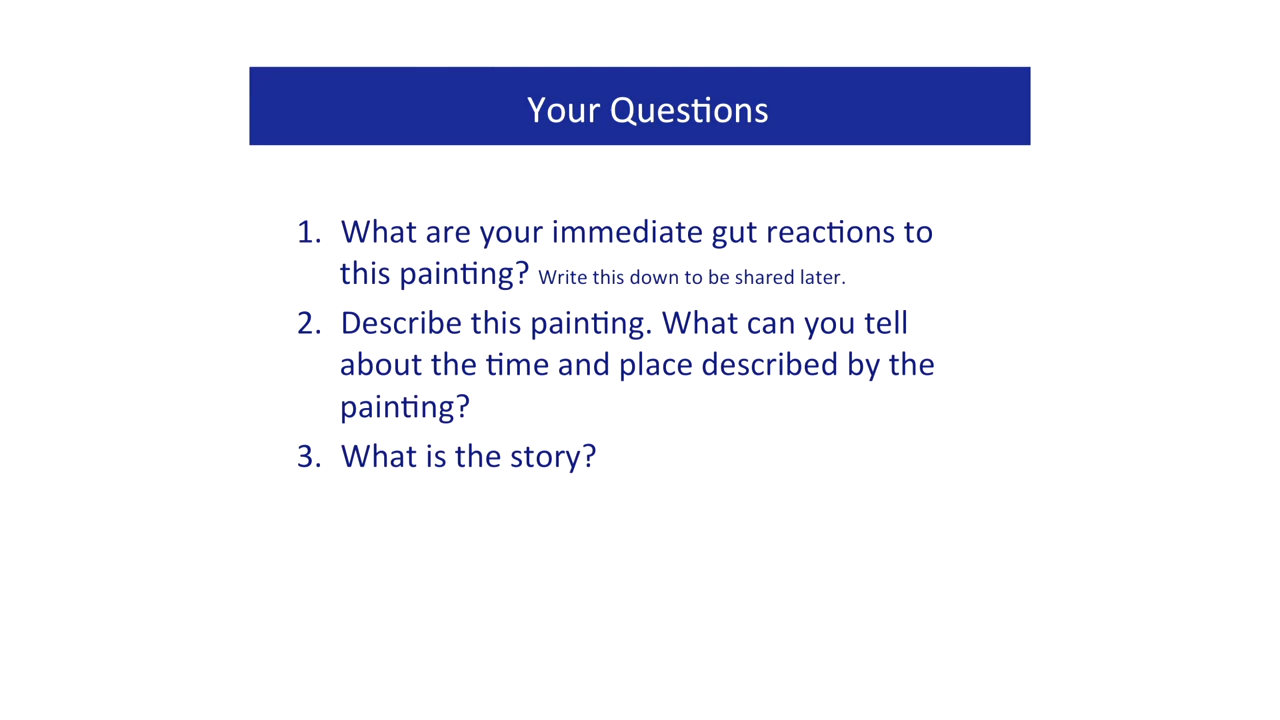 Your Questions
1. What are your immediate gut reactions to
this painting? Write this down to be shared later.
2. Describe this painting. What can you tell
about the time and place described by the
painting?
3. What is the story?